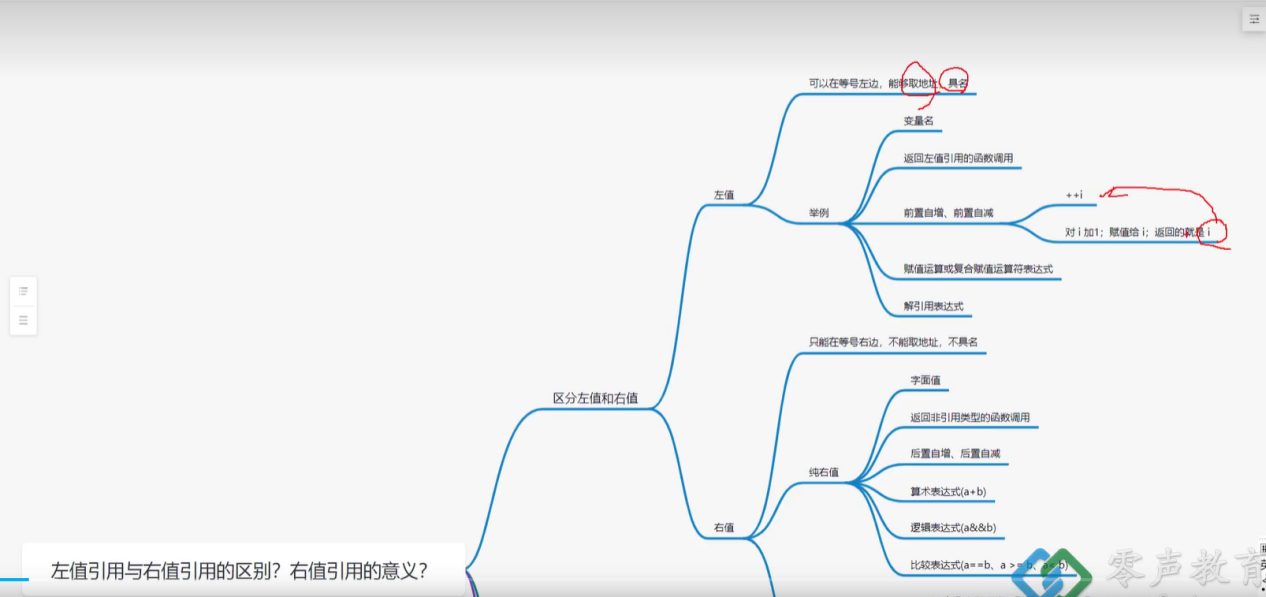 可以在等号左边，能够取地址，具名
变量名
返回左值引用的函数调用
左值
++i
举例
前置自增、前置自减
对 i 加1；赋值给 i；返回的就是 i
赋值运算或复合赋值运算符表达式
解引用表达式
只能在等号右边，不能取地址，不具名
字面值
区分左值和右值
返回非引用类型的函数调用
后置自增、后置自减
纯右值
算术表达式(a+b)
右值
逻辑表达式(a&&b)
比较表达式(a==b、a >= b、a< b)
零声教育
左值引用与右值引用的区别？右值引用的意义？